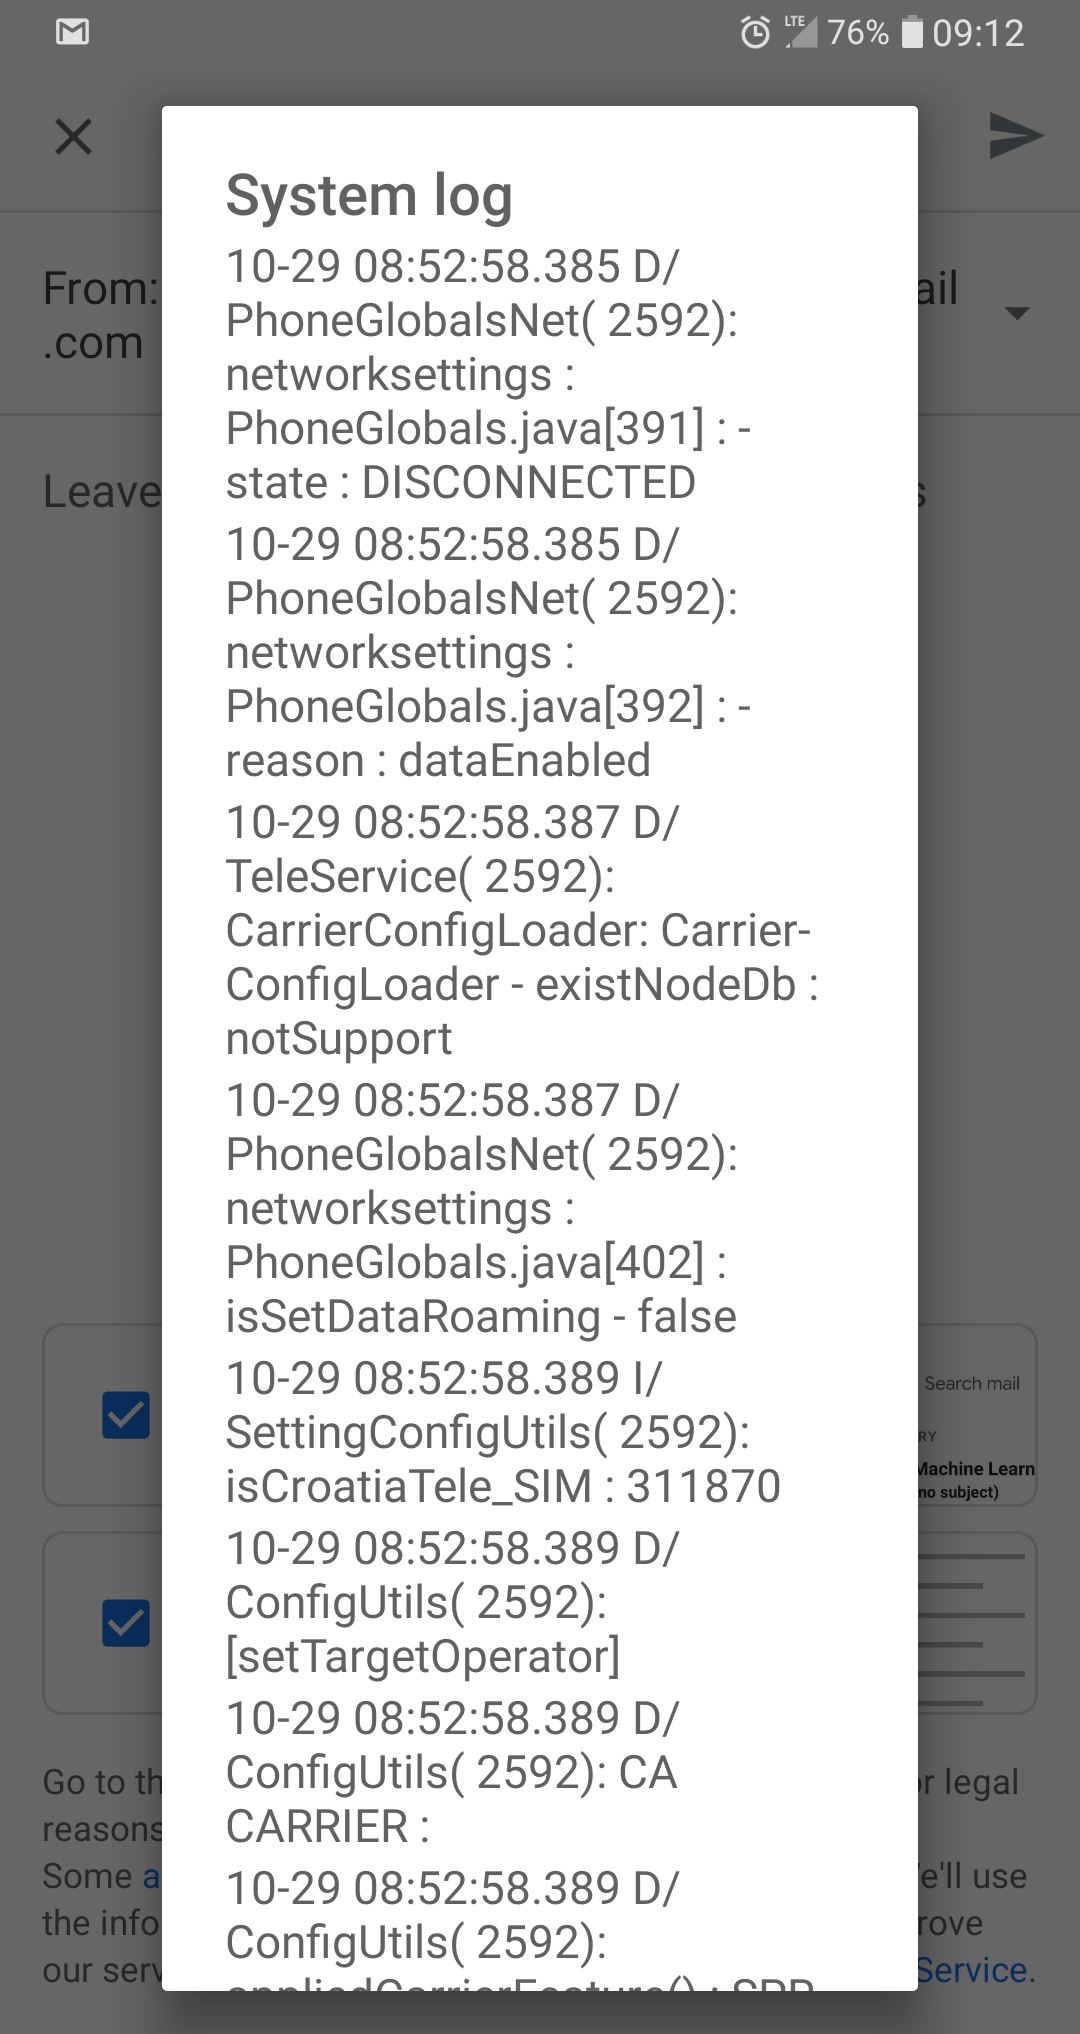 LTE 76% 09:12
System log
10-29 08:52:58.385 D/
PhoneGlobalsNet( 2592):
networksettings :
PhoneGlobals.java[391] : -
state : DISCONNECTED
10-29 08:52:58.385 D/
PhoneGlobalsNet( 2592):
networksettings :
PhoneGlobals.java[392] : -
reason : dataEnabled
10-29 08:52:58.387 D/
TeleService( 2592):
CarrierConfigLoader: Carrier-
ConfigLoader - existNodeDb :
notSupport
10-29 08:52:58.387 D/
PhoneGlobalsNet( 2592):
networksettings :
PhoneGlobals.java[402] :
isSetDataRoaming - false
10-29 08:52:58.389 I/
SettingConfigUtils( 2592):
isCroatiaTele_SIM : 311870
10-29 08:52:58.389 D/
ConfigUtils( 2592):
[setTargetOperator]
10-29 08:52:58.389 D/
ConfigUtils( 2592): CA
CARRIER :
10-29 08:52:58.389 D/
ConfigUtils( 2592):
appliedCarrierFeature() : SPR
From: ail
.com
Leave s
Search mail
RY
Machine Learn
no subject)
Go to th r legal
reasons
Some a e'll use
the info rove
our serv Service.